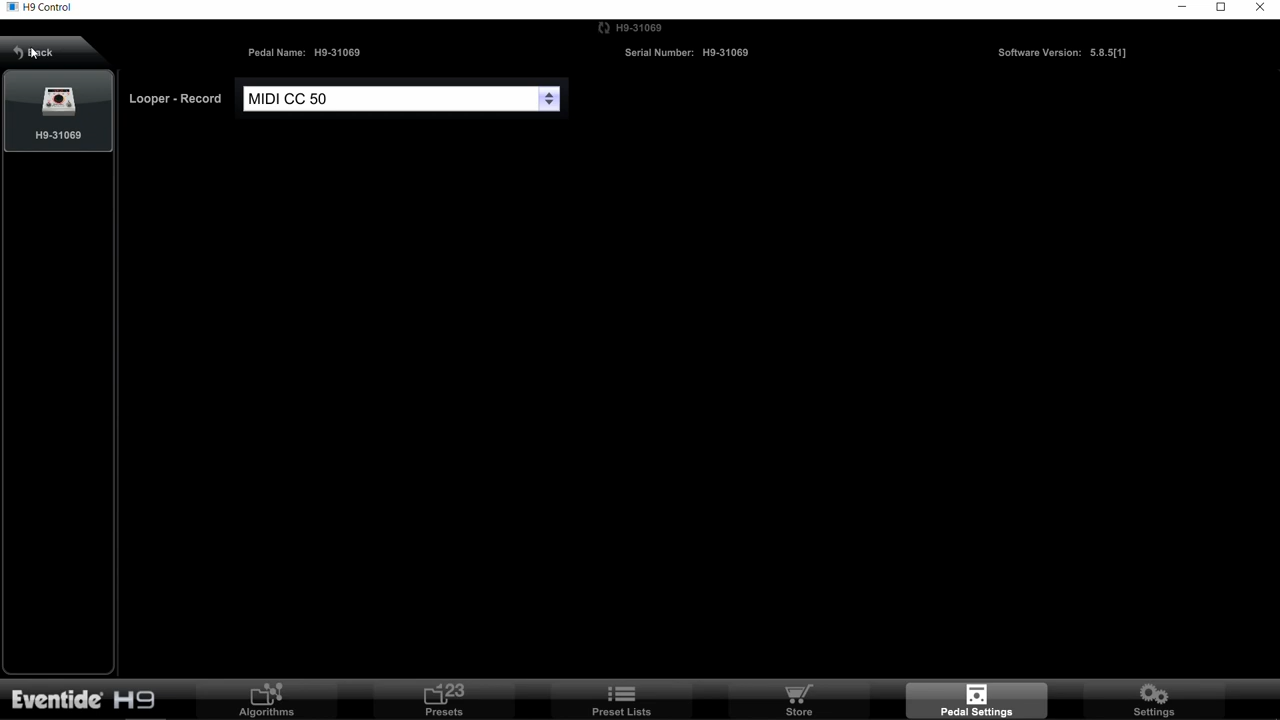 H9 Control
H9-31069
Back
Pedal Name: H9-31069
Serial Number: H9-31069
Software Version: 5.8.5[1]
H9-31069
Looper - Record
MIDI CC 50
Eventide H9
Algorithms
123
Presets
Preset Lists
Store
Pedal Settings
Settings